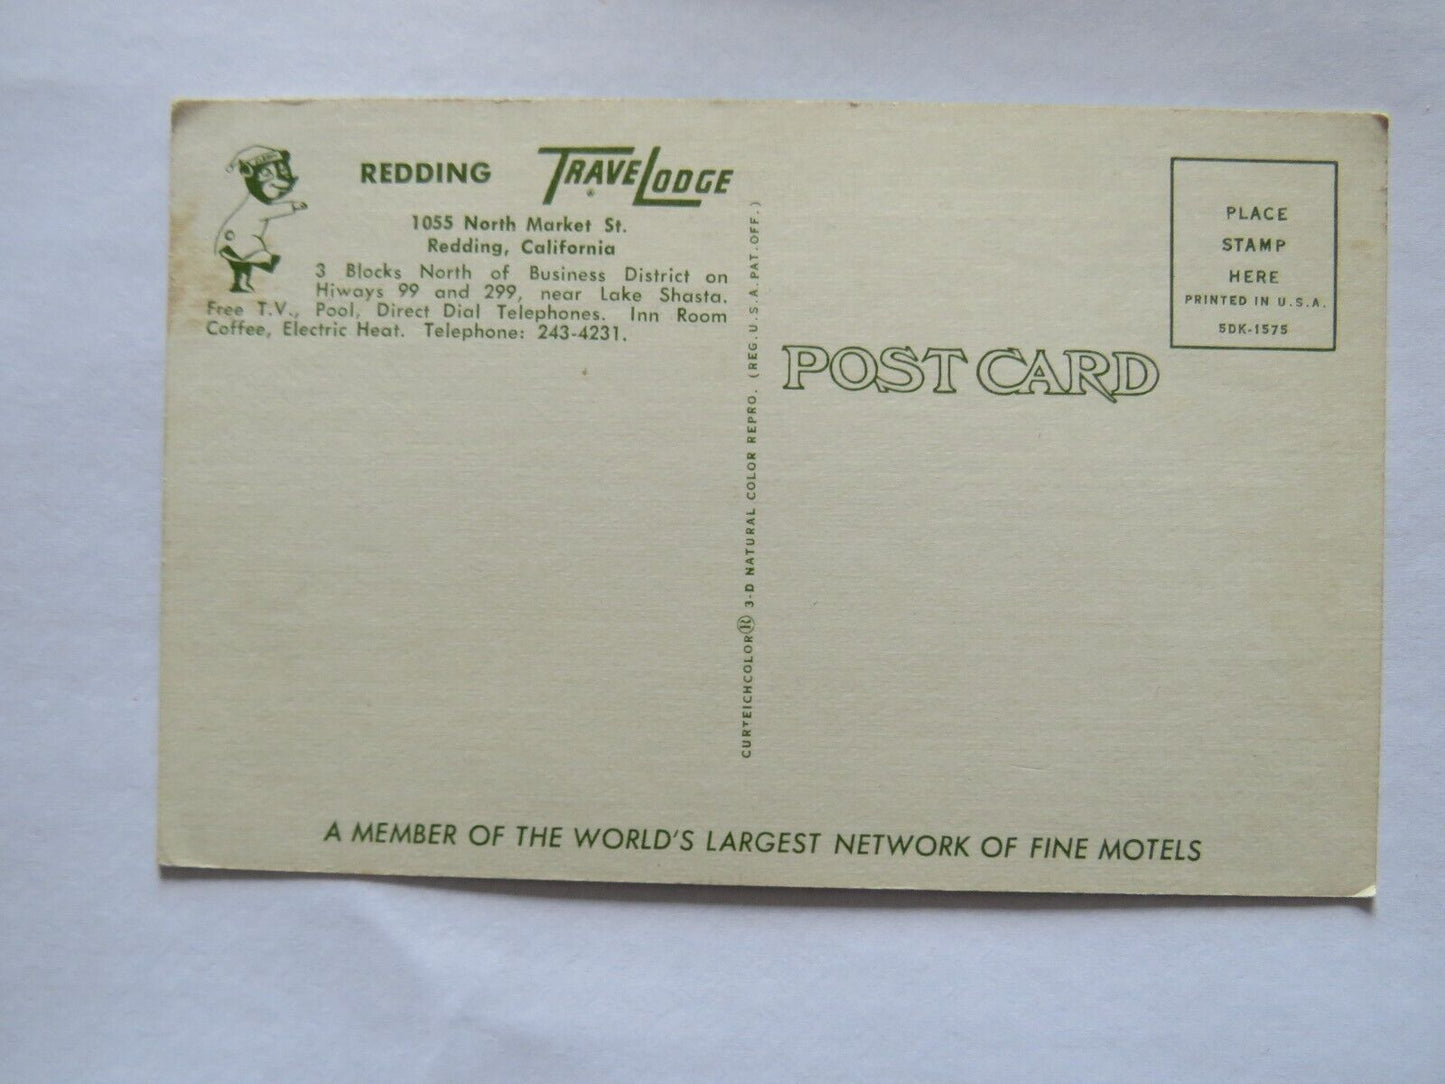 REDDING TRAVELODGE ®
1055 North Market St.
Redding, California
3 Blocks North of Business District on
Hiways 99 and 299, near Lake Shasta.
Free T.V., Pool, Direct Dial Telephones. Inn Room
Coffee, Electric Heat. Telephone: 243-4231.
CURTEICHCOLOR® 3-D NATURAL COLOR REPRO. (REG. U.S.A. PAT. OFF.)
POST CARD
PLACE
STAMP
HERE
PRINTED IN U.S.A.
5DK-1575
A MEMBER OF THE WORLD'S LARGEST NETWORK OF FINE MOTELS